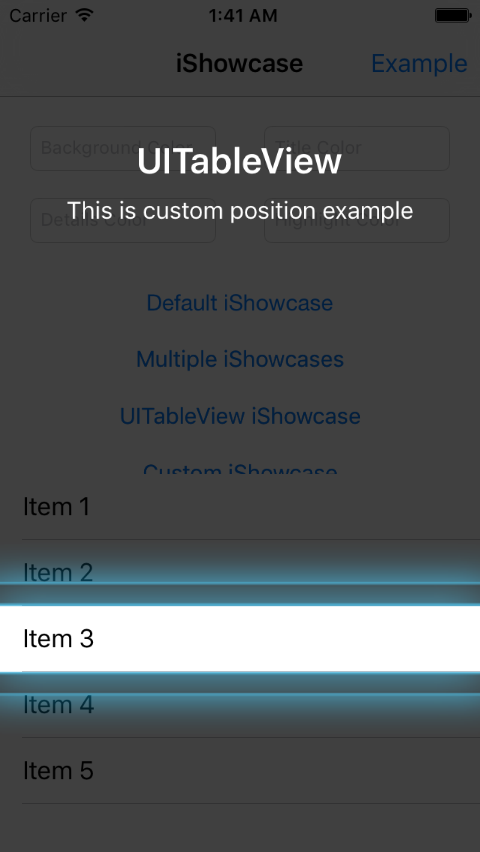 Carrier 1:41 AM
iShowcase Example
Background Color Title Color
UITableView
This is custom position example
Details Color Highlight Color
Default iShowcase
Multiple iShowcases
UITableView iShowcase
Custom iShowcase
Item 1
Item 2
Item 3
Item 4
Item 5